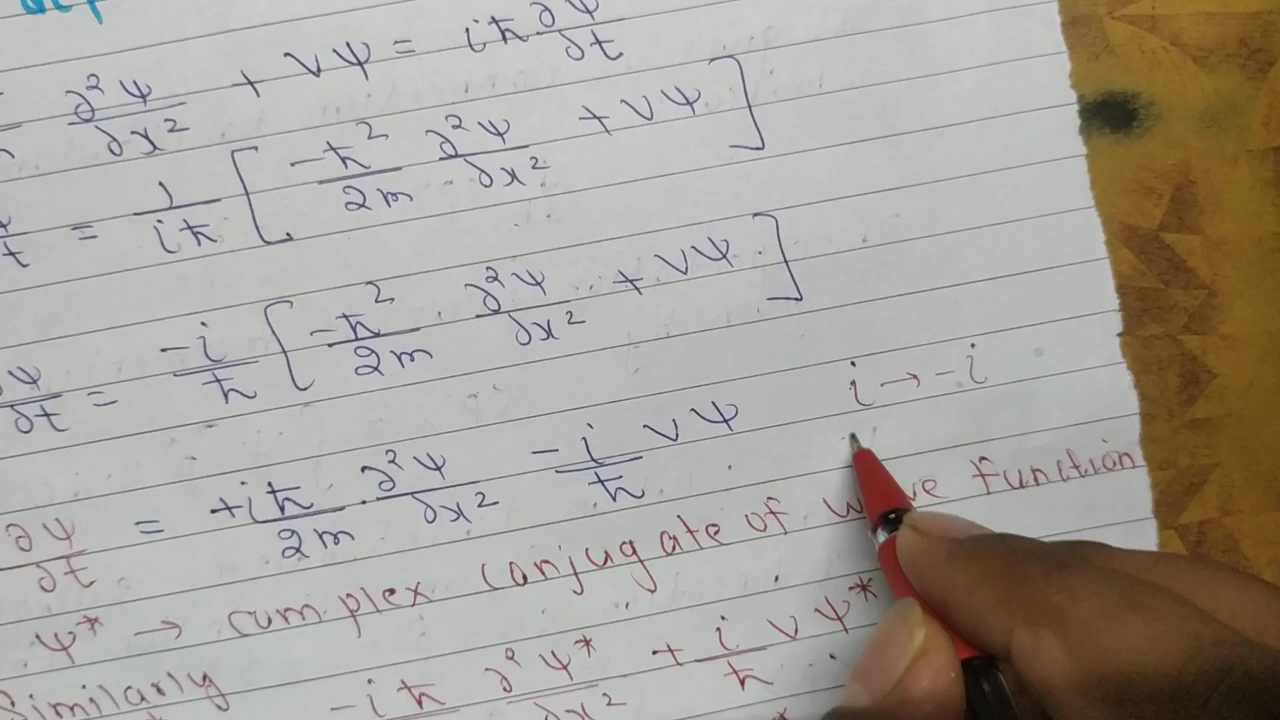 ∂²Ψ/∂x² + VΨ = iħ ∂Ψ/∂t
= 1/iħ [ -ħ²/2m ∂²Ψ/∂x² + VΨ ]
∂Ψ/∂t = -i/ħ [ -ħ²/2m ∂²Ψ/∂x² + VΨ ]
i → -i
∂Ψ/∂t = +iħ/2m ∂²Ψ/∂x² - i/ħ VΨ
Ψ* → complex conjugate of wave function
Similarly
-iħ ∂²Ψ*/∂x² + i/ħ VΨ*